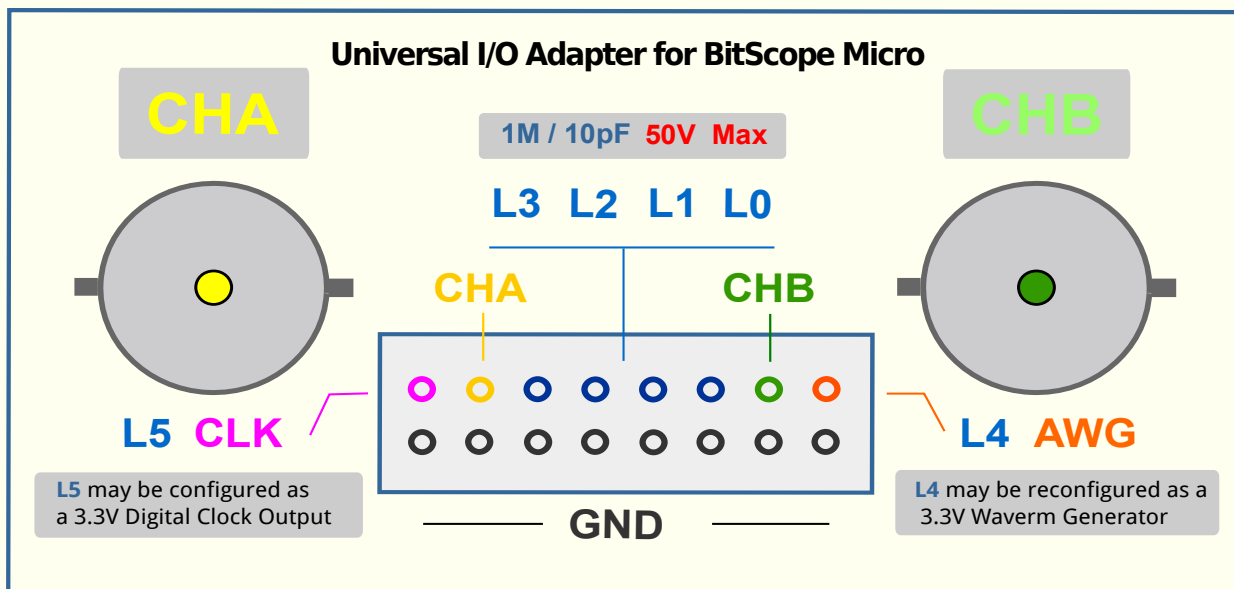 Universal I/O Adapter for BitScope Micro
CHA
CHB
1M / 10pF 50V Max
L3 L2 L1 L0
CHA
CHB
L5 CLK
L4 AWG
L5 may be configured as
a 3.3V Digital Clock Output
L4 may be reconfigured as a
3.3V Waverm Generator
GND